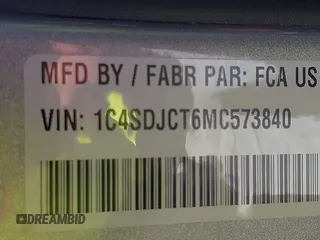 MFD BY / FABR PAR: FCA US
VIN: 1C4SDJCT6MC573840
DREAMBID